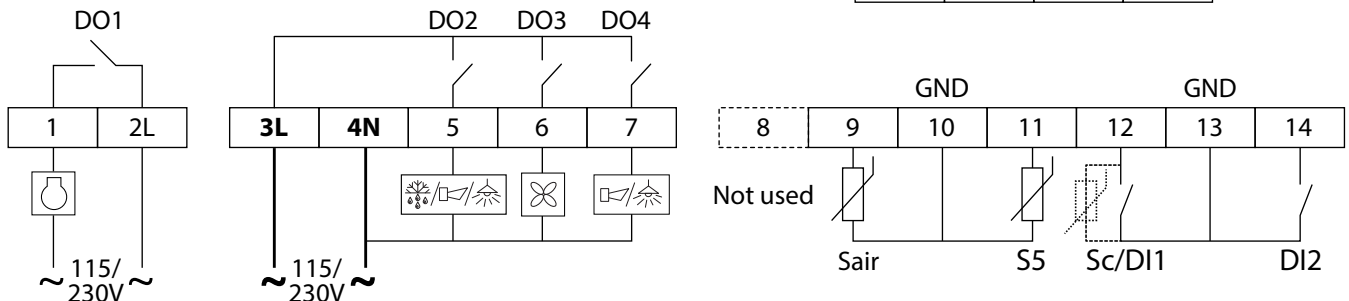 DO1 DO2 DO3 DO4
GND GND
1 2L 3L 4N 5 6 7 8 9 10 11 12 13 14
Not used
Sair S5 Sc/DI1 DI2
~ 115/ 230V ~ ~ 115/ 230V ~